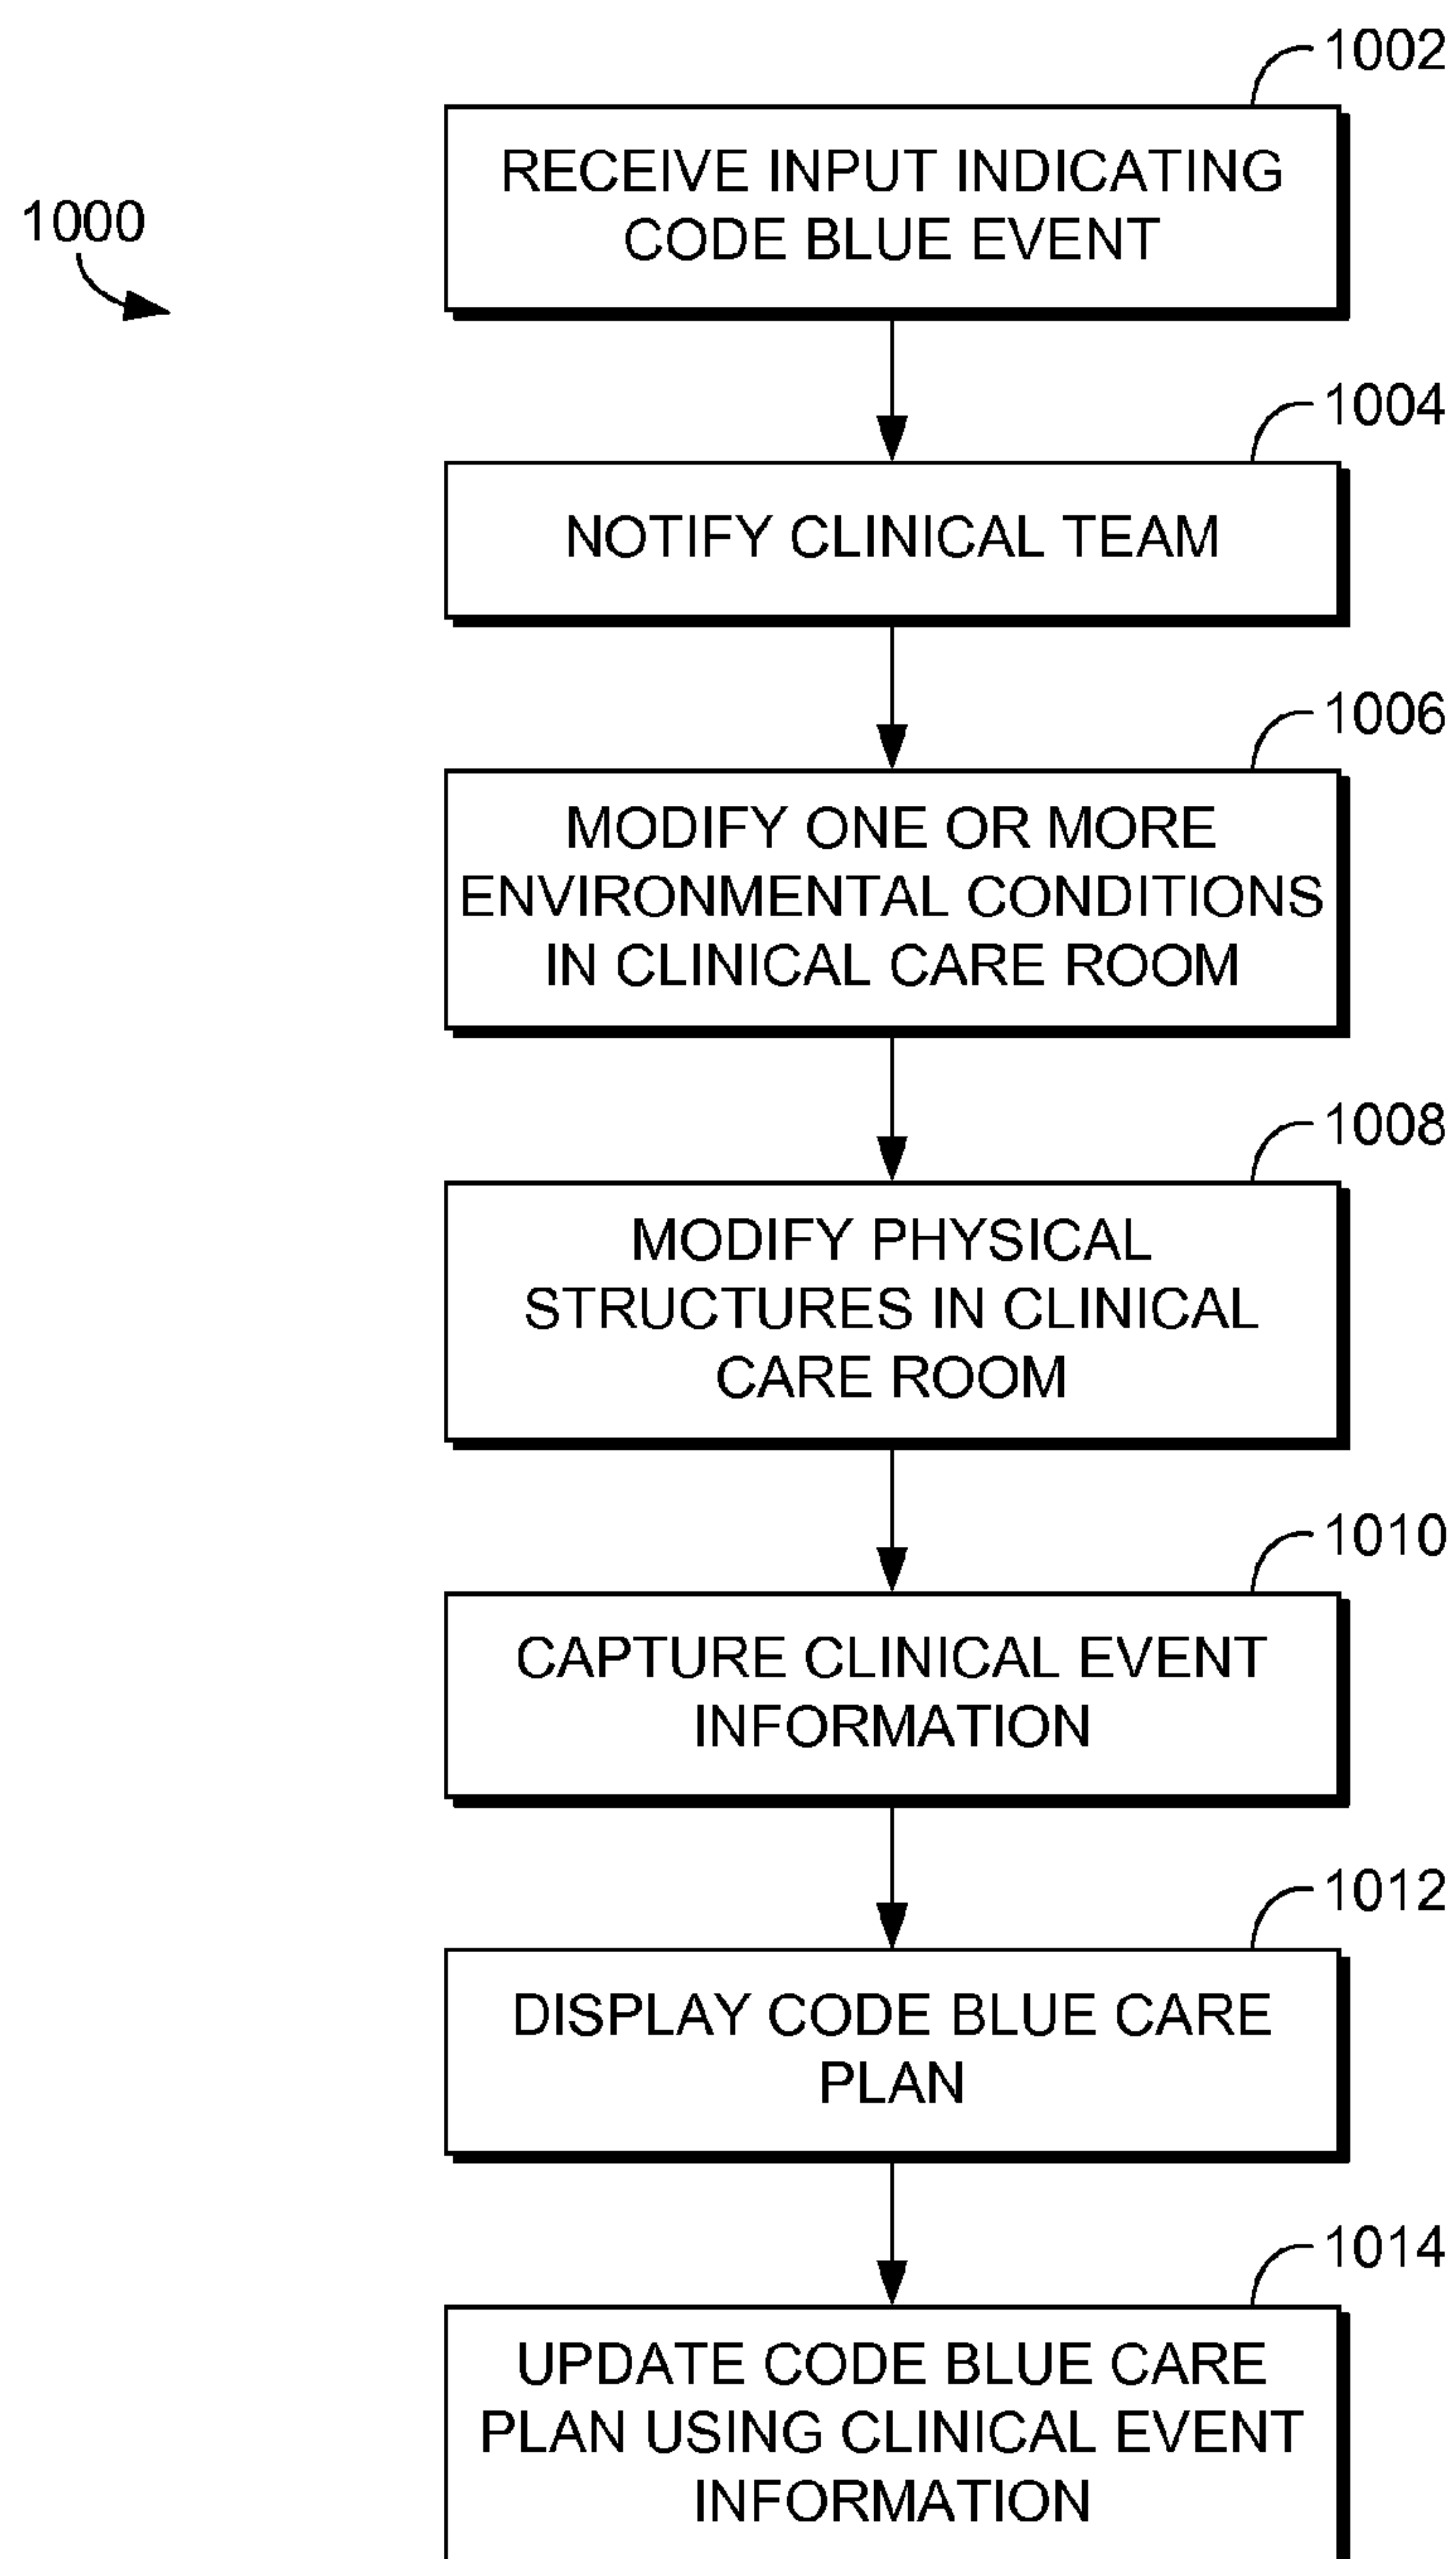 1002
RECEIVE INPUT INDICATING
CODE BLUE EVENT
1000
1004
NOTIFY CLINICAL TEAM
1006
MODIFY ONE OR MORE
ENVIRONMENTAL CONDITIONS
IN CLINICAL CARE ROOM
1008
MODIFY PHYSICAL
STRUCTURES IN CLINICAL
CARE ROOM
1010
CAPTURE CLINICAL EVENT
INFORMATION
1012
DISPLAY CODE BLUE CARE
PLAN
1014
UPDATE CODE BLUE CARE
PLAN USING CLINICAL EVENT
INFORMATION